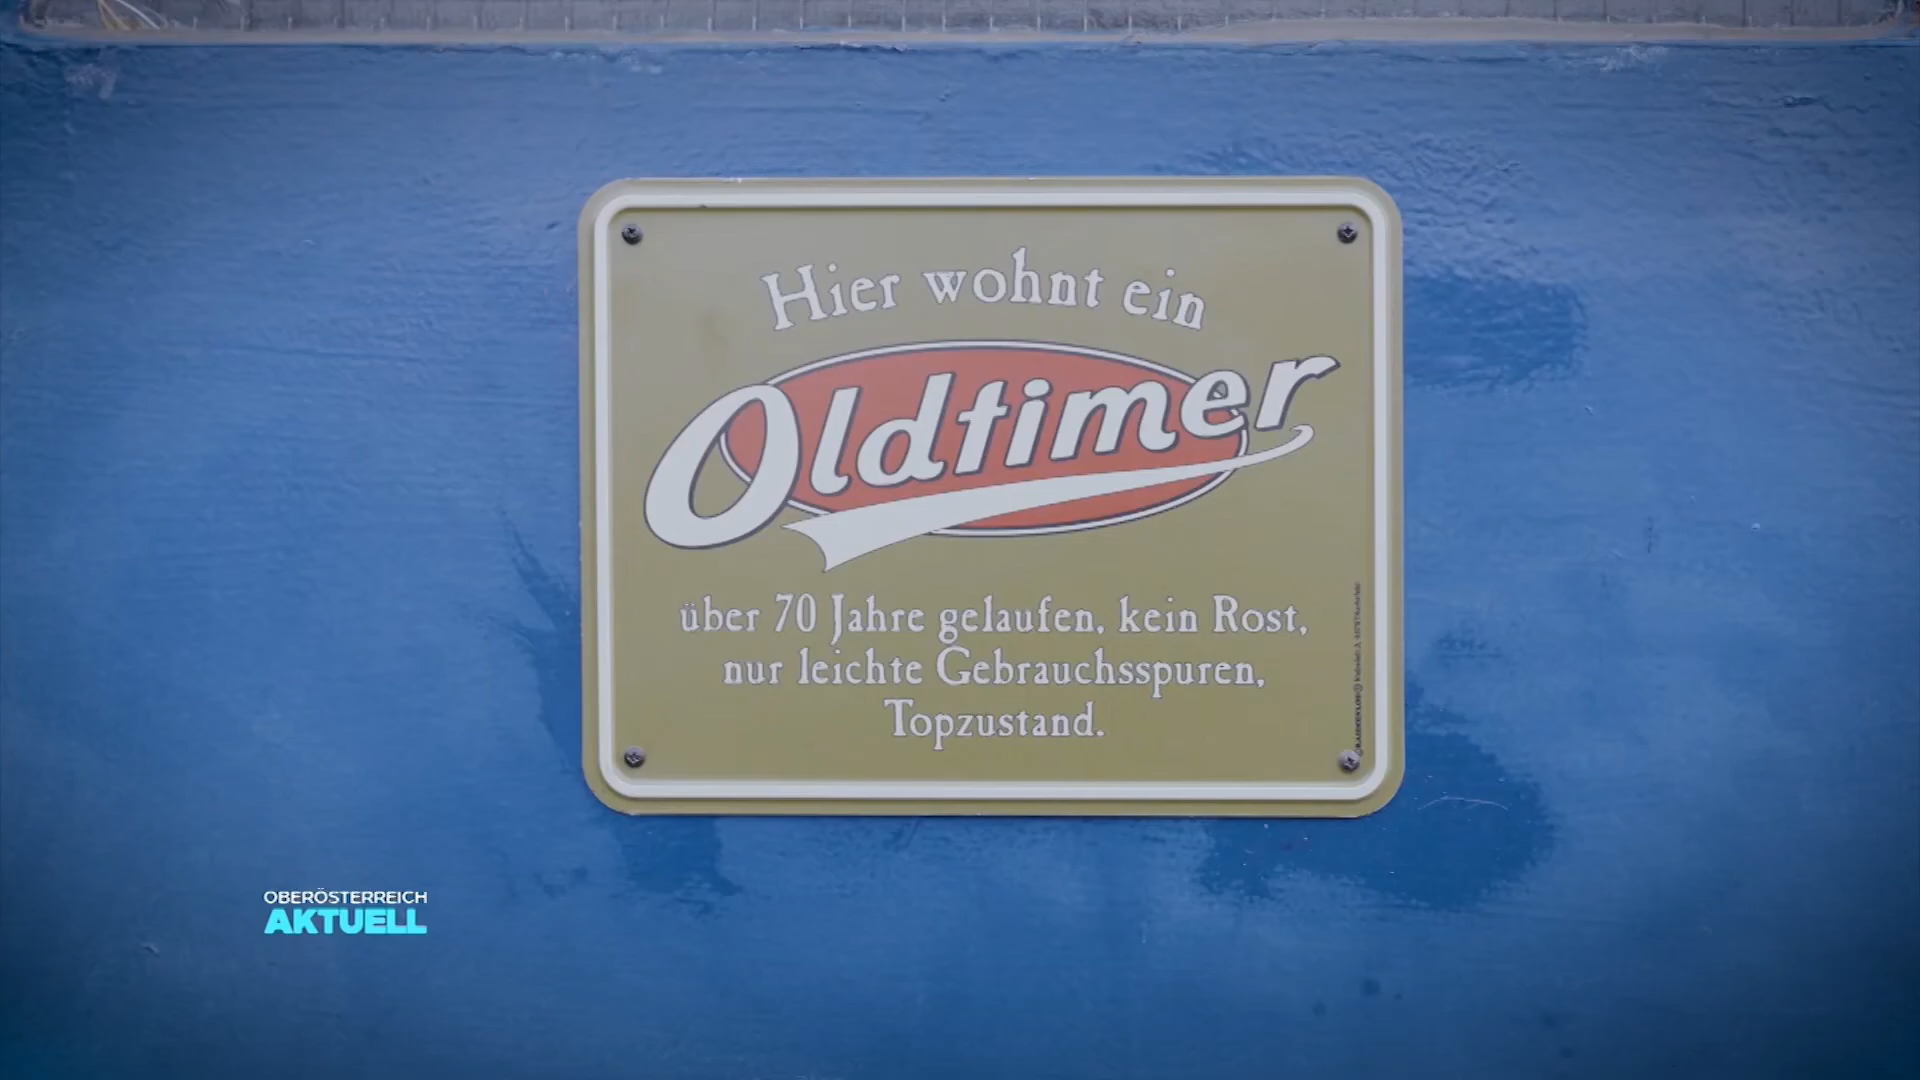 Hier wohnt ein
Oldtimer
über 70 Jahre gelaufen, kein Rost,
nur leichte Gebrauchsspuren,
Topzustand.
OBERÖSTERREICH
AKTUELL